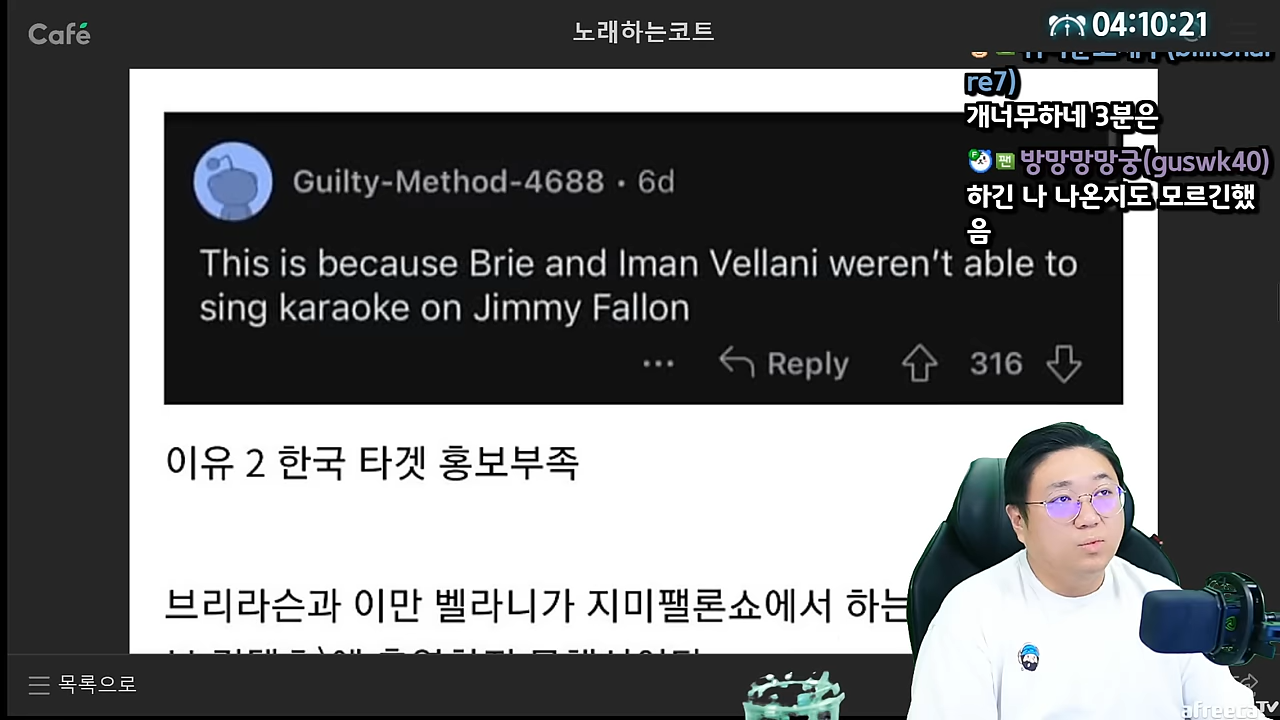 Café
노래하는코트
04:10:21
re7)
개너무하네 3분은
팬 방망망망궁(guswk40)
하긴 나 나온지도 모르긴했
음
Guilty-Method-4688 · 6d
This is because Brie and Iman Vellani weren't able to
sing karaoke on Jimmy Fallon
... Reply 316
이유 2 한국 타겟 홍보부족
브리라슨과 이만 벨라니가 지미팰론쇼에서 하는
목록으로
afreecaTV